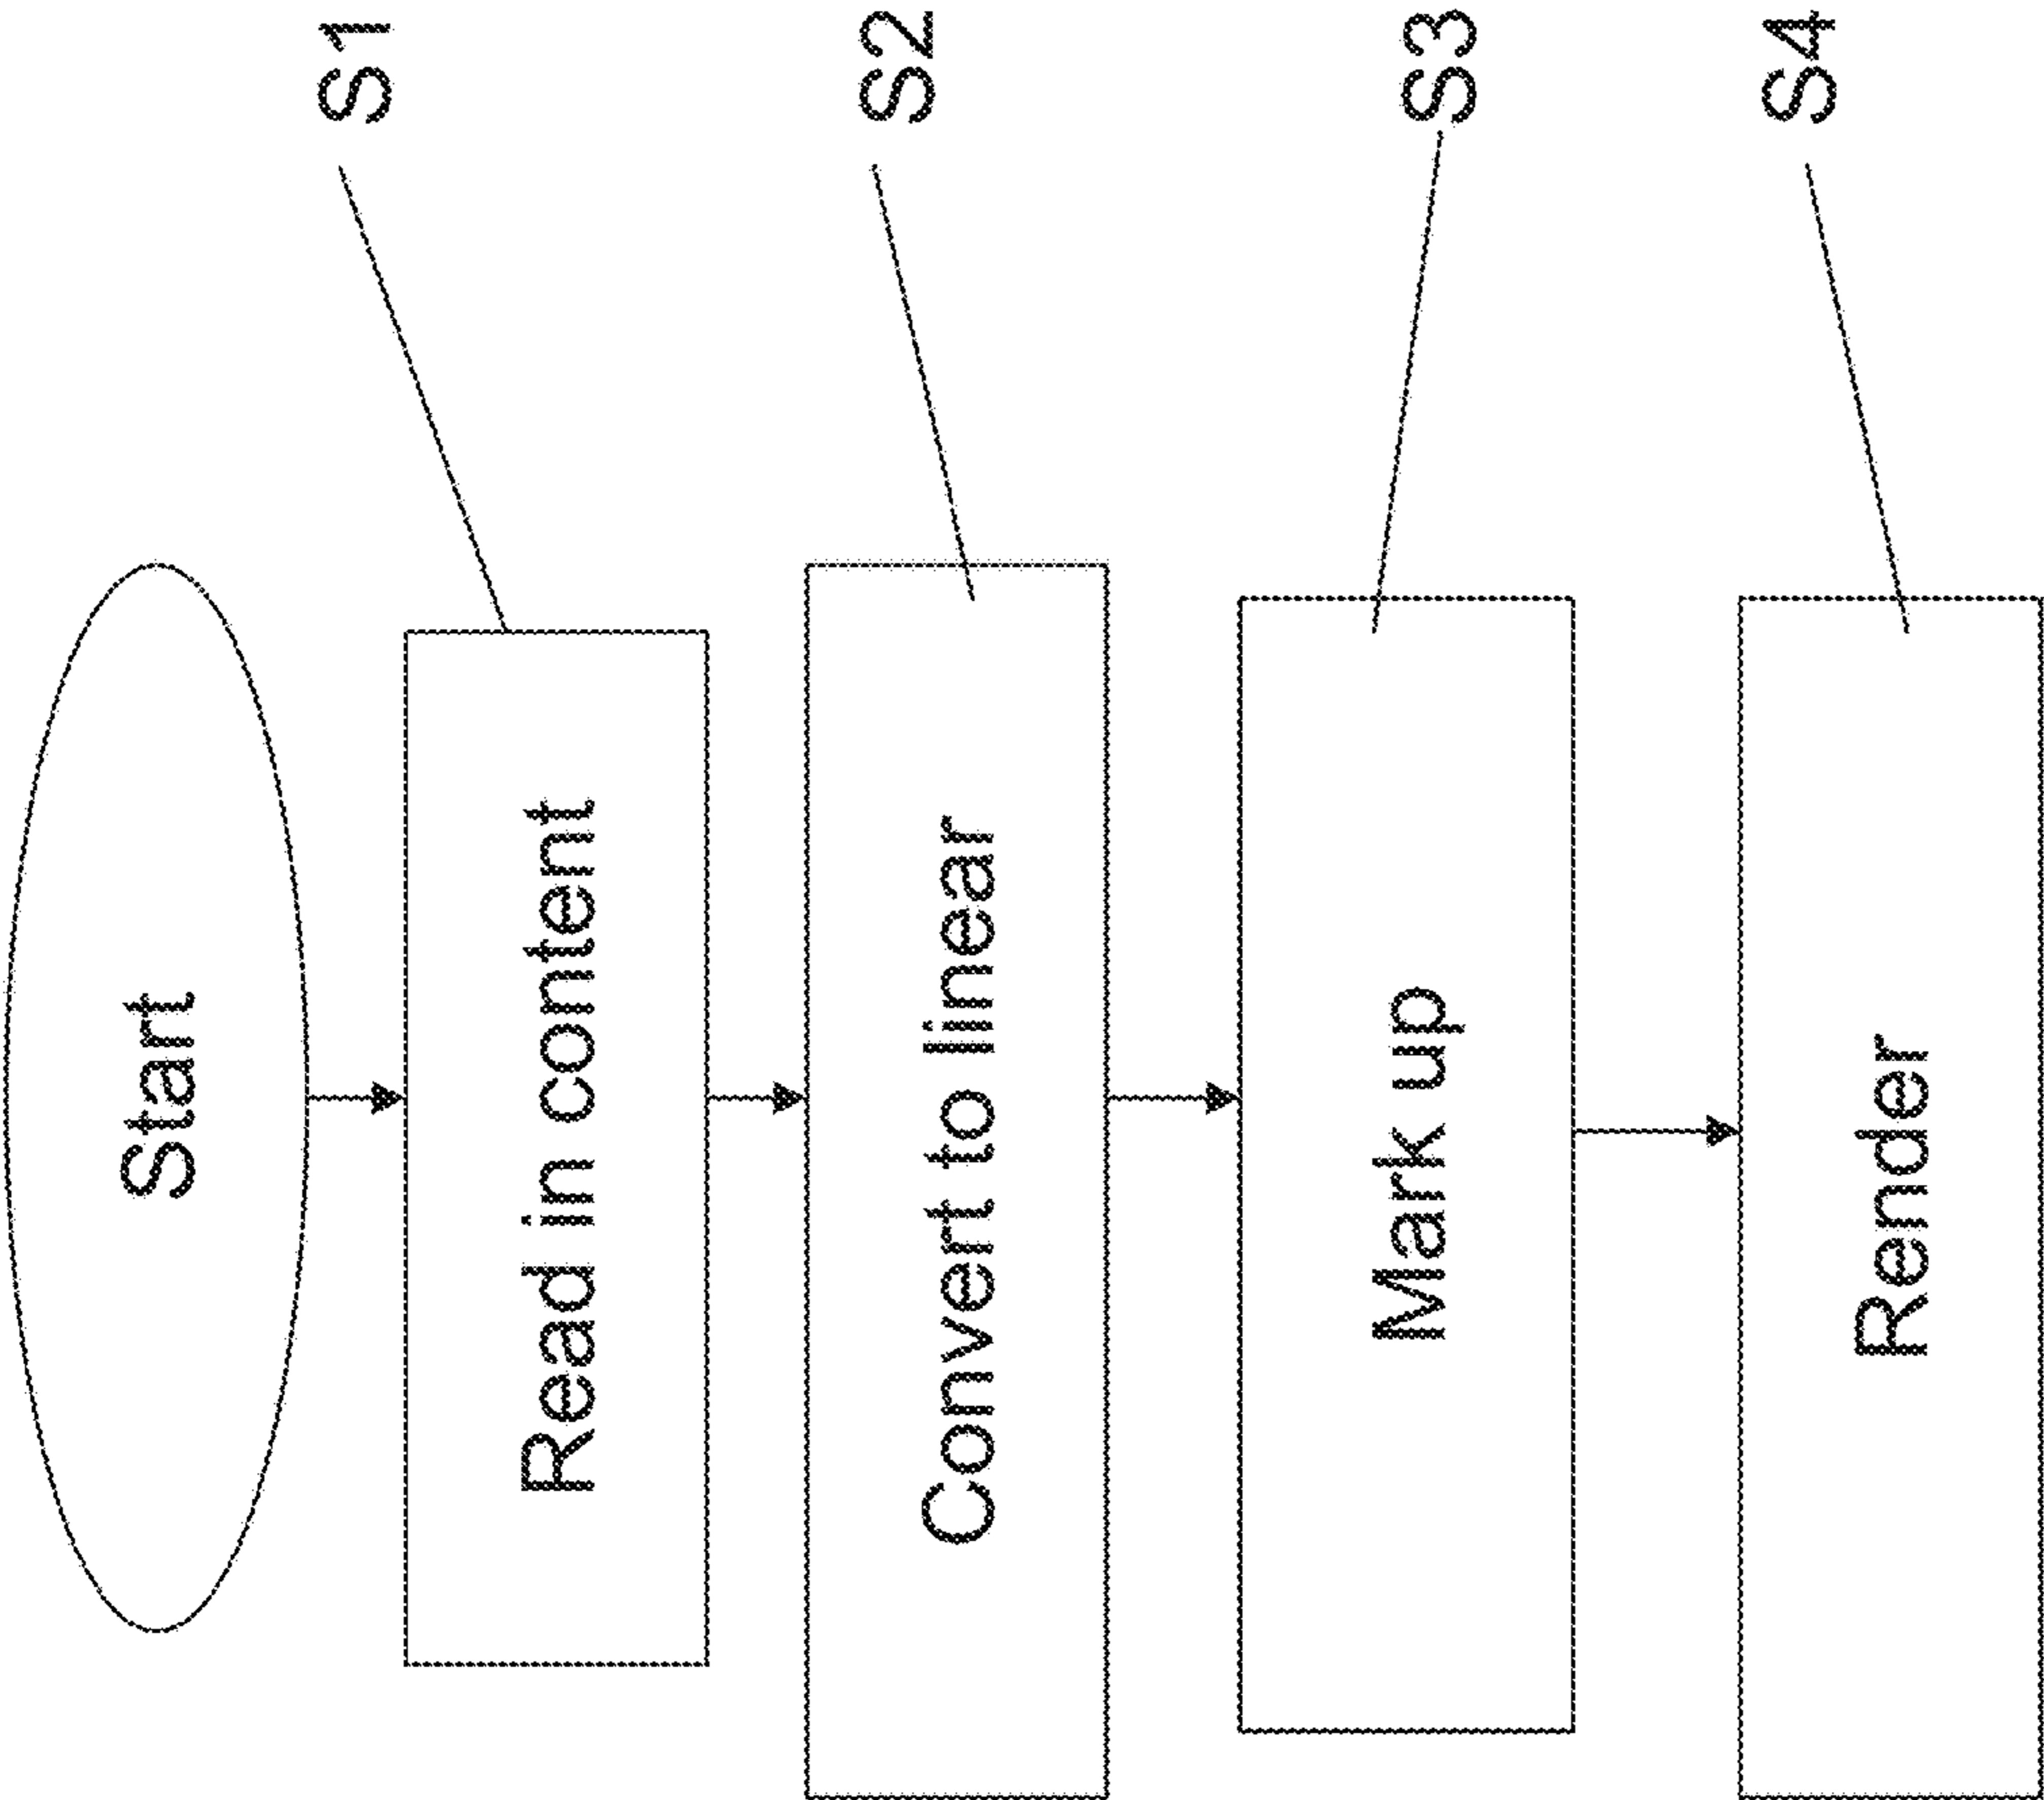 Start
S1
Read in content
S2
Convert to linear
S3
Mark up
S4
Render